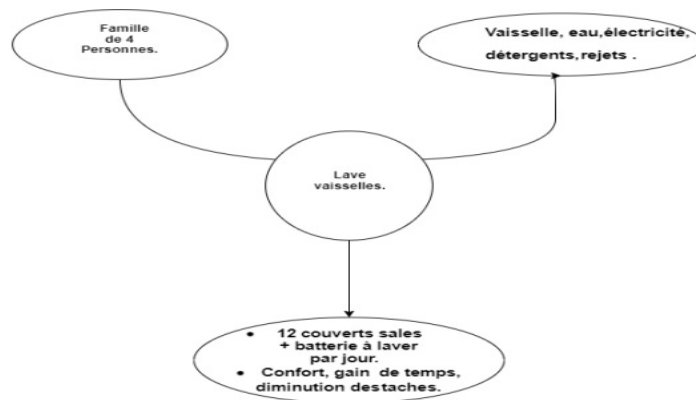 Famille
de 4
Personnes.
Vaisselle, eau,électricité,
détergents,rejets .
Lave
vaisselles.
• 12 couverts sales
+ batterie à laver
par jour.
• Confort, gain de temps,
diminution destaches.